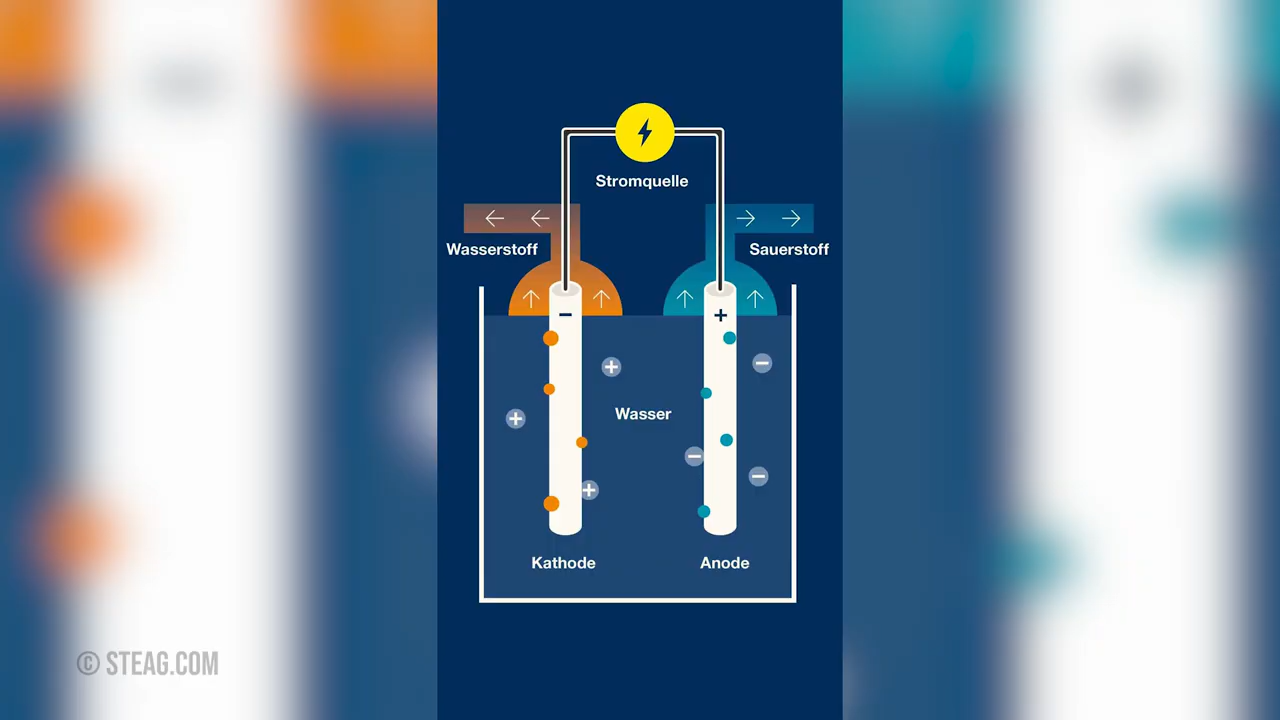 Stromquelle
Wasserstoff
Sauerstoff
−
+
+
−
Wasser
+
−
−
+
Kathode
Anode
© STEAG.COM